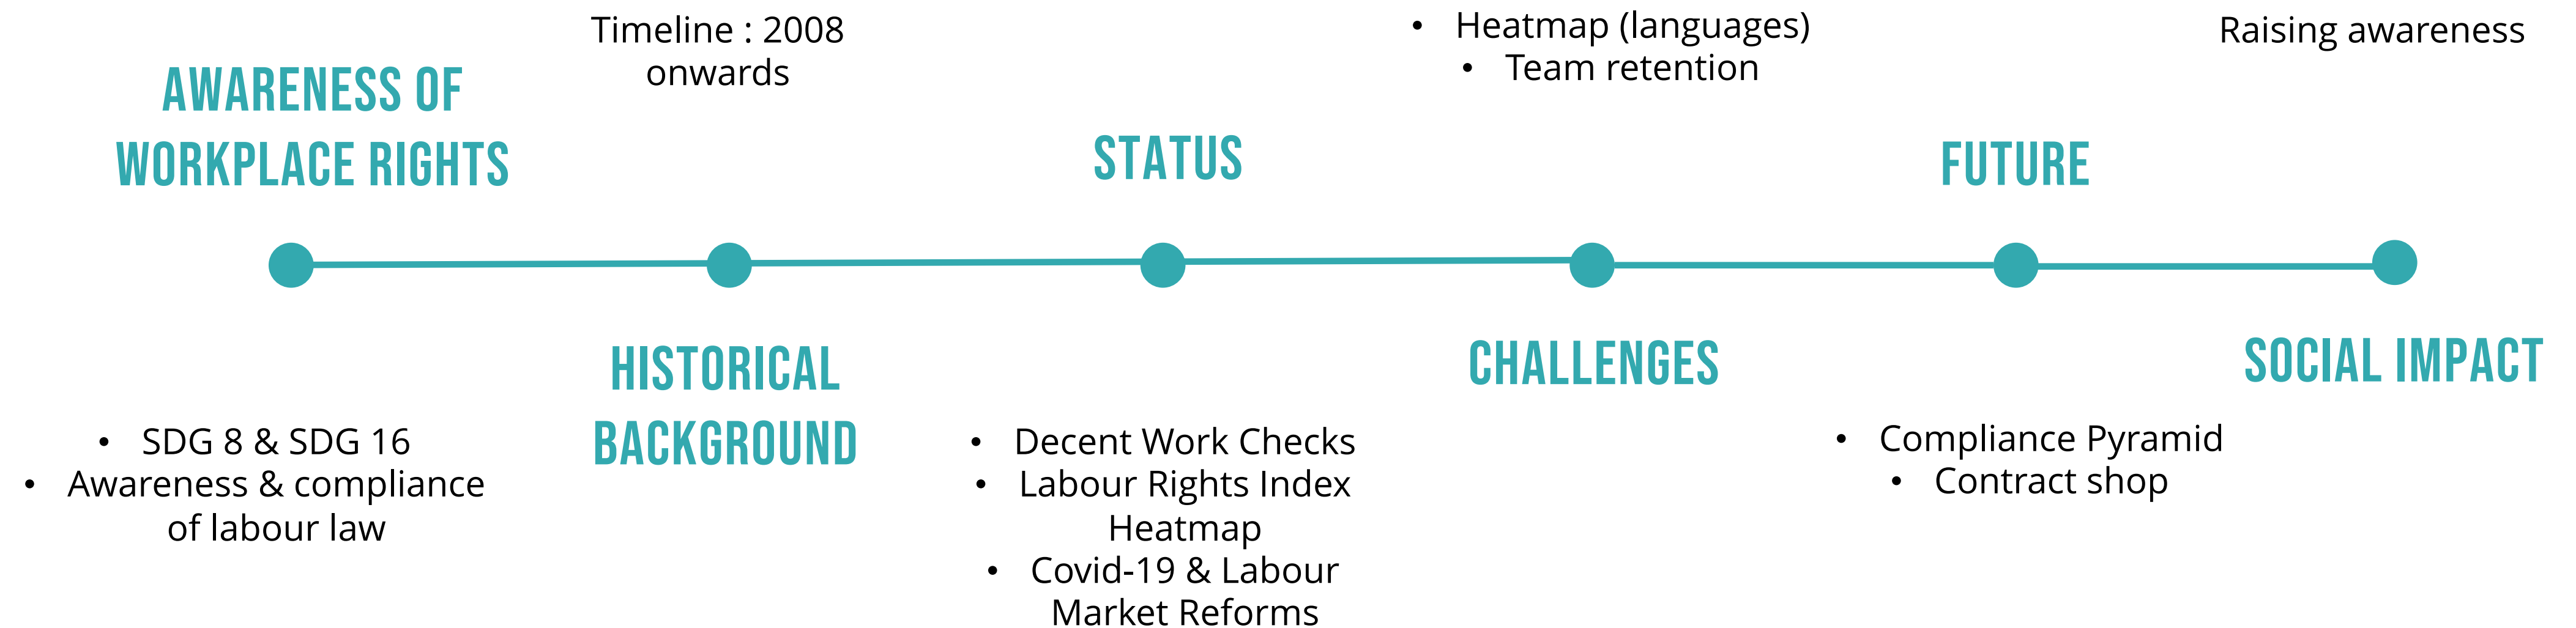 AWARENESS OF
WORKPLACE RIGHTS
• SDG 8 & SDG 16
• Awareness & compliance
of labour law
Timeline : 2008
onwards
HISTORICAL
BACKGROUND
STATUS
• Decent Work Checks
• Labour Rights Index
Heatmap
• Covid-19 & Labour
Market Reforms
• Heatmap (languages)
• Team retention
CHALLENGES
FUTURE
• Compliance Pyramid
• Contract shop
Raising awareness
SOCIAL IMPACT